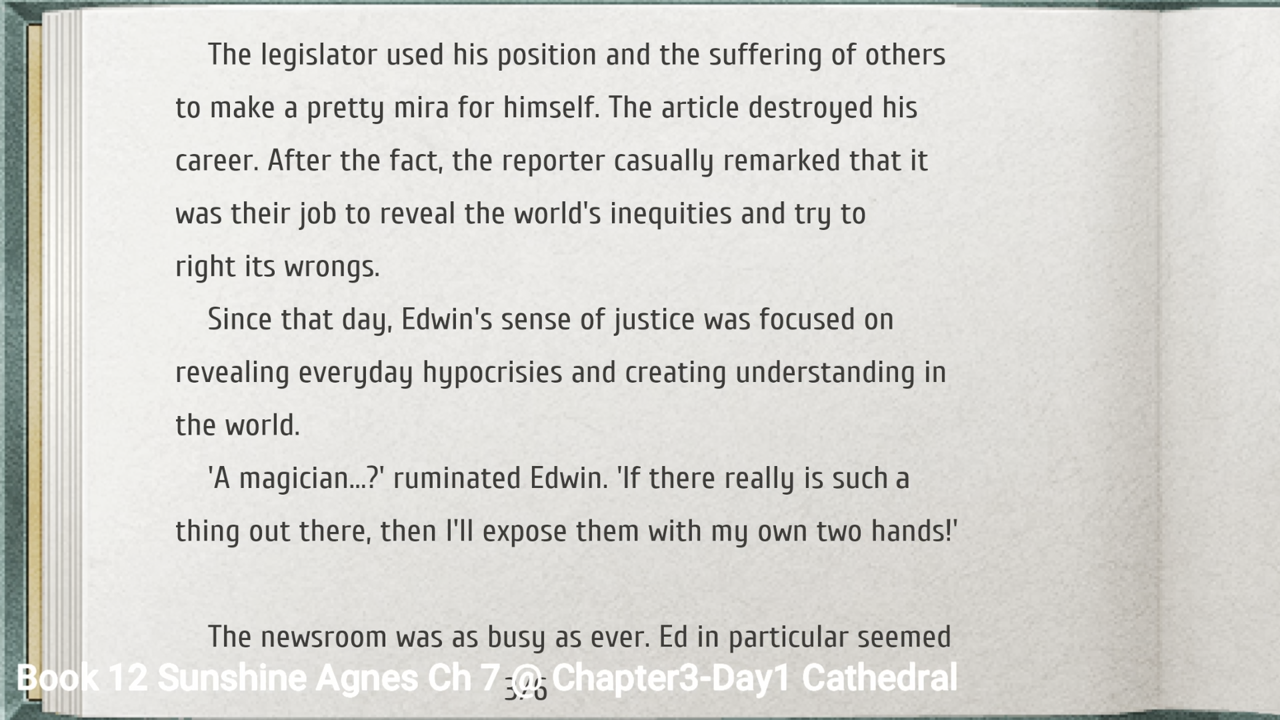 The legislator used his position and the suffering of others
to make a pretty mira for himself. The article destroyed his
career. After the fact, the reporter casually remarked that it
was their job to reveal the world's inequities and try to
right its wrongs.
Since that day, Edwin's sense of justice was focused on
revealing everyday hypocrisies and creating understanding in
the world.
'A magician...?' ruminated Edwin. 'If there really is such a
thing out there, then I'll expose them with my own two hands!'
The newsroom was as busy as ever. Ed in particular seemed
Book 12 Sunshine Agnes Ch 7 @ Chapter3-Day1 Cathedral
3/6